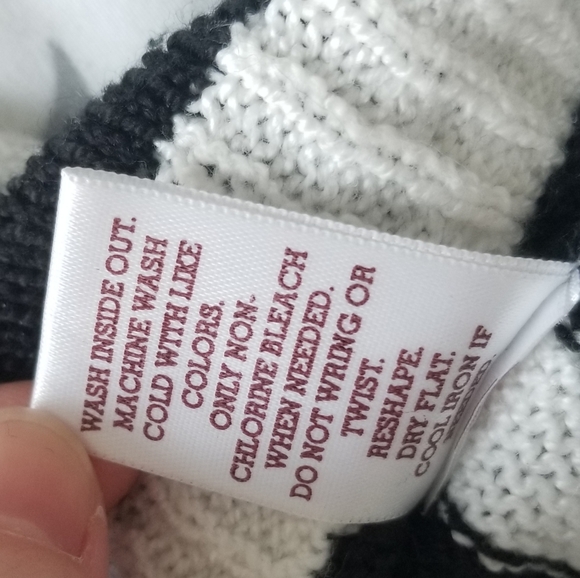 WASH INSIDE OUT.
MACHINE WASH
COLD WITH LIKE
COLORS.
ONLY NON-
CHLORINE BLEACH
WHEN NEEDED.
DO NOT WRING OR
TWIST.
RESHAPE.
DRY FLAT.
COOL IRON IF
NEEDED.